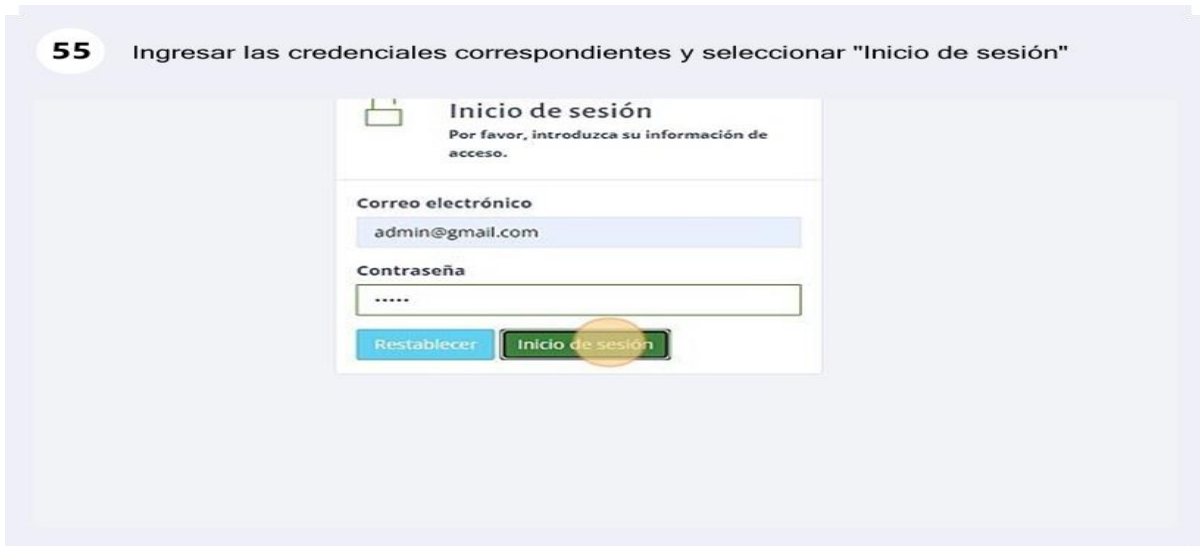 55 Ingresar las credenciales correspondientes y seleccionar "Inicio de sesión"
Inicio de sesión
Por favor, introduzca su información de
acceso.
Correo electrónico
admin@gmail.com
Contraseña
•••••
Restablecer Inicio de sesión